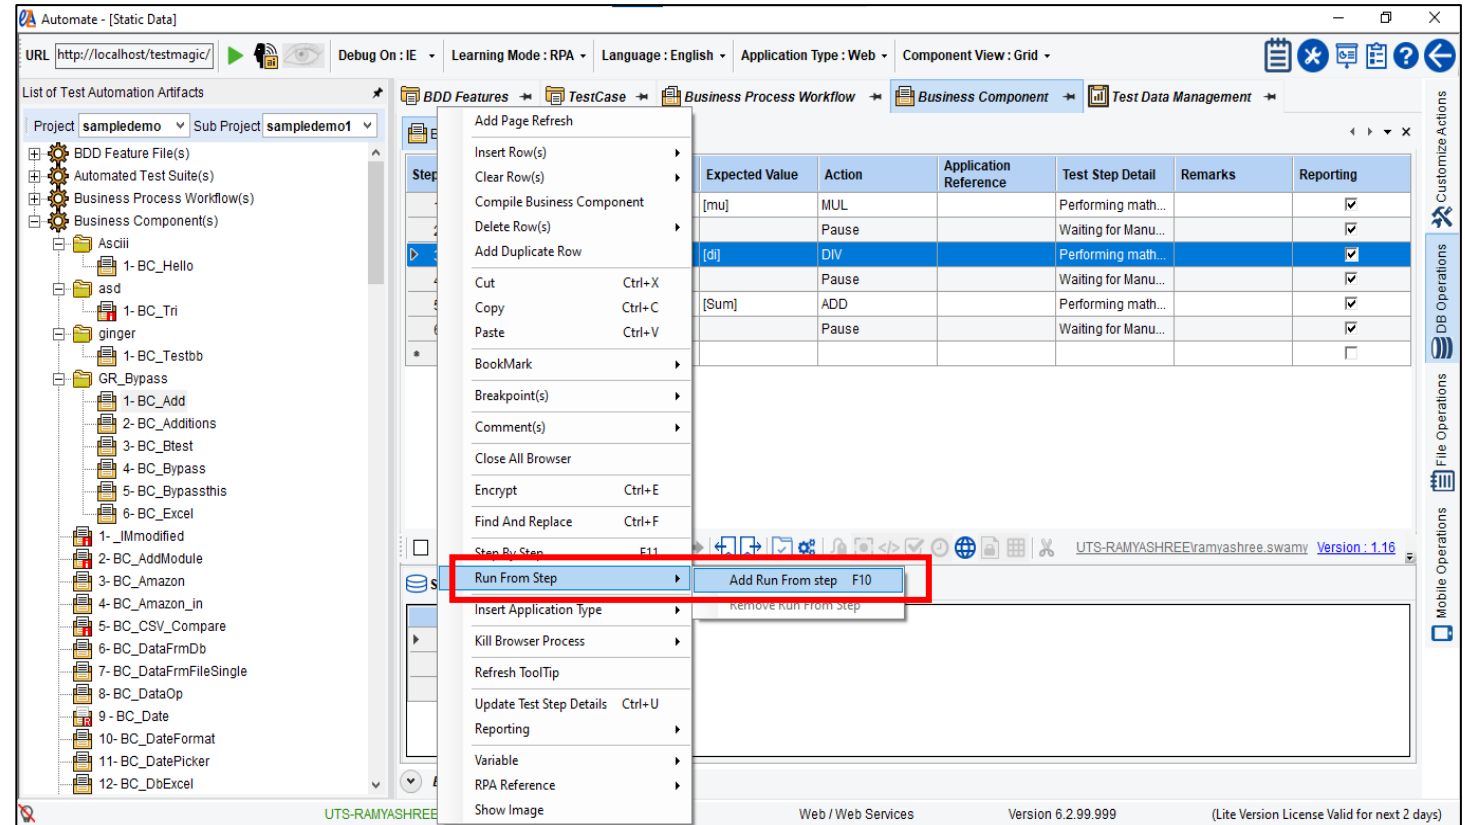 Automate - [Static Data]
URL http://localhost/testmagic/ Debug On : IE Learning Mode : RPA Language : English Application Type : Web Component View : Grid
List of Test Automation Artifacts
Project sampledemo Sub Project sampledemo1
BDD Feature File(s)
Automated Test Suite(s)
Business Process Workflow(s)
Business Component(s)
Asciii
1- BC_Hello
asd
1- BC_Tri
ginger
1- BC_Testbb
GR_Bypass
1- BC_Add
2- BC_Additions
3- BC_Btest
4- BC_Bypass
5- BC_Bypassthis
6- BC_Excel
1- _IMmodified
2- BC_AddModule
3- BC_Amazon
4- BC_Amazon_in
5- BC_CSV_Compare
6- BC_DataFrmDb
7- BC_DataFrmFileSingle
8- BC_DataOp
9 - BC_Date
10- BC_DateFormat
11- BC_DatePicker
12- BC_DbExcel
BDD Features TestCase Business Process Workflow Business Component Test Data Management
Step Expected Value Action Application Reference Test Step Detail Remarks Reporting
[mu] MUL Performing math...
Pause Waiting for Manu...
[di] DIV Performing math...
Pause Waiting for Manu...
[Sum] ADD Performing math...
Pause Waiting for Manu...
Add Page Refresh
Insert Row(s)
Clear Row(s)
Compile Business Component
Delete Row(s)
Add Duplicate Row
Cut Ctrl+X
Copy Ctrl+C
Paste Ctrl+V
BookMark
Breakpoint(s)
Comment(s)
Close All Browser
Encrypt Ctrl+E
Find And Replace Ctrl+F
Step By Step F11
Run From Step
Insert Application Type
Kill Browser Process
Refresh ToolTip
Update Test Step Details Ctrl+U
Reporting
Variable
RPA Reference
Show Image
Add Run From step F10
Remove Run From Step
UTS-RAMYASHREE\ramyashree.swamy Version : 1.16
Customize Actions
DB Operations
File Operations
Mobile Operations
UTS-RAMYASHREE Web / Web Services Version 6.2.99.999 (Lite Version License Valid for next 2 days)